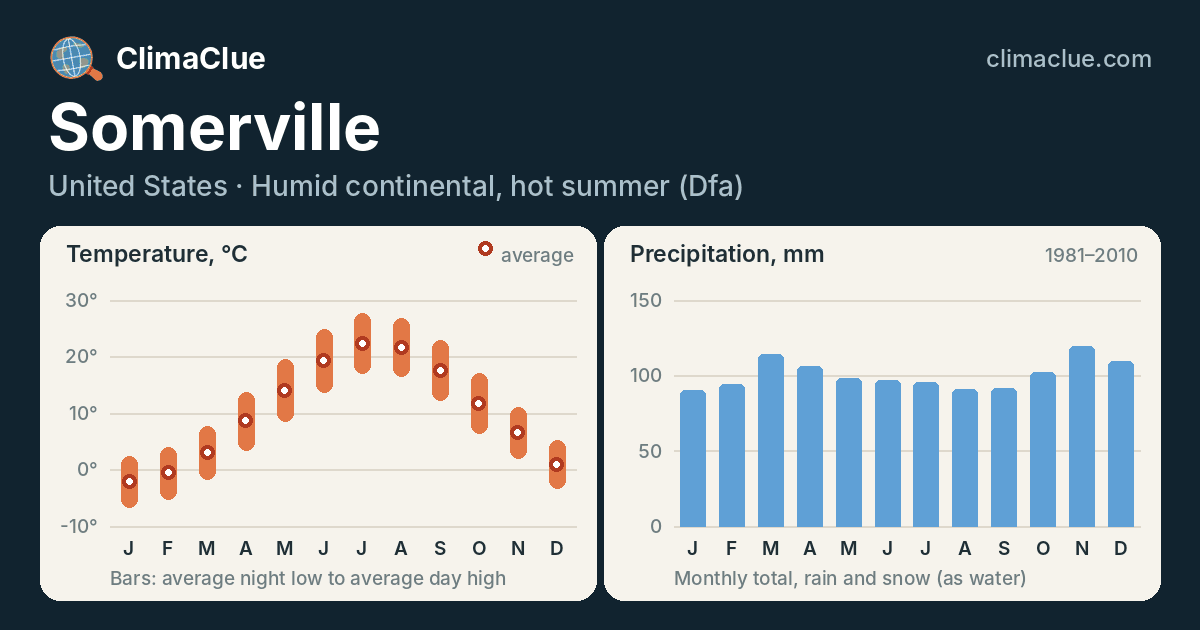 ClimaClue
climaclue.com
Somerville
United States · Humid continental, hot summer (Dfa)
Temperature, °C
average
30°
20°
10°
0°
-10°
J F M A M J J A S O N D
Bars: average night low to average day high
Precipitation, mm
1981–2010
150
100
50
0
J F M A M J J A S O N D
Monthly total, rain and snow (as water)